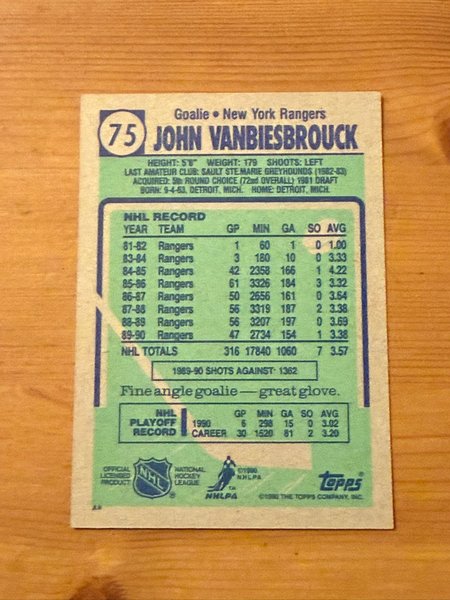 75
Goalie • New York Rangers
JOHN VANBIESBROUCK
HEIGHT: 5'8" WEIGHT: 179 SHOOTS: LEFT
LAST AMATEUR CLUB: SAULT STE. MARIE GREYHOUNDS (1982-83)
ACQUIRED: 5th ROUND CHOICE (72nd OVERALL) 1981 DRAFT
BORN: 9-4-63, DETROIT, MICH. HOME: DETROIT, MICH.
NHL RECORD
YEAR TEAM GP MIN GA SO AVG
81-82 Rangers 1 60 1 0 1.00
83-84 Rangers 3 180 10 0 3.33
84-85 Rangers 42 2358 166 1 4.22
85-86 Rangers 61 3326 184 3 3.32
86-87 Rangers 50 2656 161 0 3.64
87-88 Rangers 56 3319 187 2 3.38
88-89 Rangers 56 3207 197 0 3.69
89-90 Rangers 47 2734 154 1 3.38
NHL TOTALS 316 17840 1060 7 3.57
1989-90 SHOTS AGAINST: 1362
Fine angle goalie — great glove.
NHL PLAYOFF RECORD
GP MIN GA SO AVG
1990 6 298 15 0 3.02
CAREER 30 1520 81 2 3.20
OFFICIAL LICENSED PRODUCT
NHL
NATIONAL HOCKEY LEAGUE
©1990 NHLPA
NHLPA
topps
©1990 THE TOPPS COMPANY, INC.